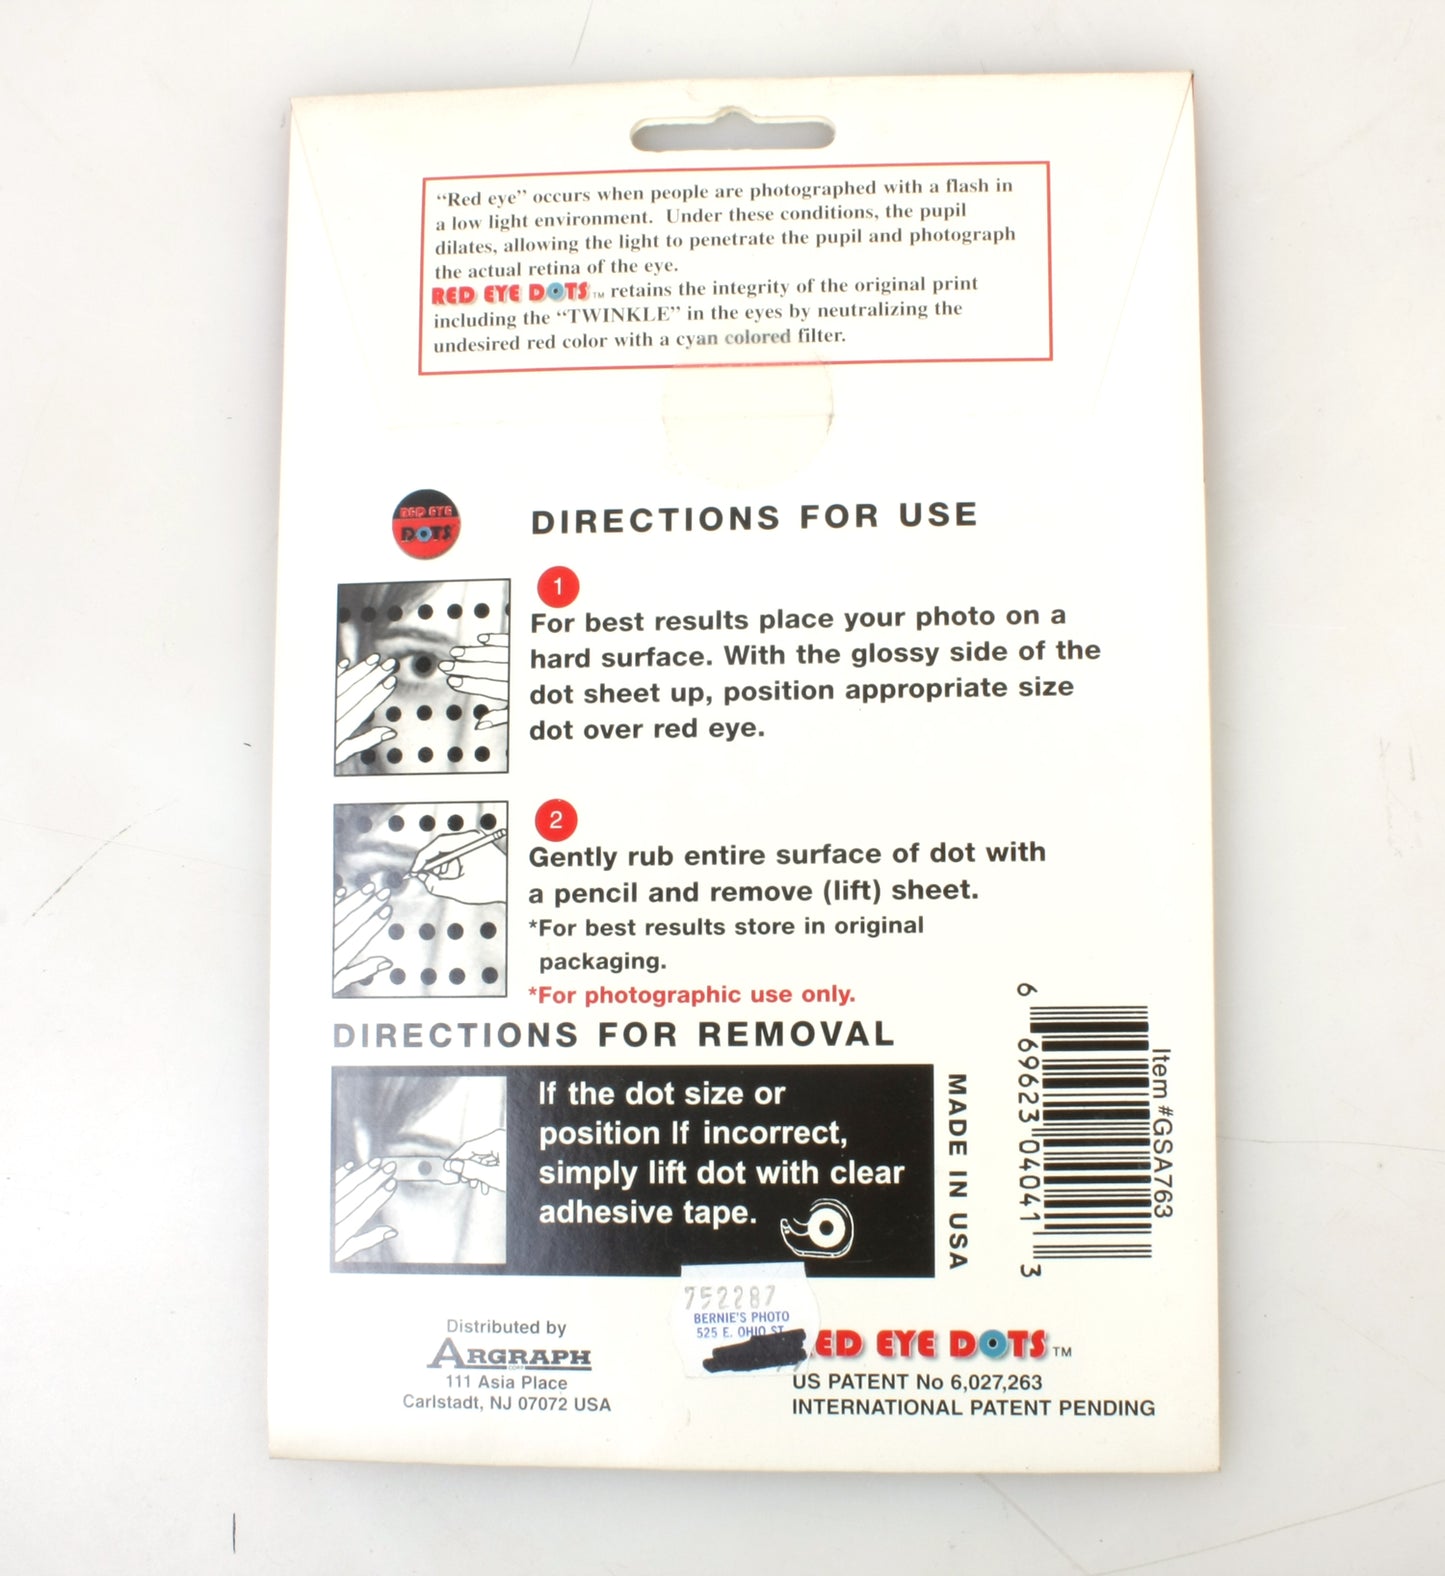 “Red eye” occurs when people are photographed with a flash in
a low light environment. Under these conditions, the pupil
dilates, allowing the light to penetrate the pupil and photograph
the actual retina of the eye.
RED EYE DOTS™ retains the integrity of the original print
including the “TWINKLE” in the eyes by neutralizing the
undesired red color with a cyan colored filter.
RED EYE
DOTS
DIRECTIONS FOR USE
1
For best results place your photo on a
hard surface. With the glossy side of the
dot sheet up, position appropriate size
dot over red eye.
2
Gently rub entire surface of dot with
a pencil and remove (lift) sheet.
*For best results store in original
packaging.
*For photographic use only.
DIRECTIONS FOR REMOVAL
If the dot size or
position If incorrect,
simply lift dot with clear
adhesive tape.
MADE IN USA
6 69623 04041 3
Item #GSA763
752287
BERNIE'S PHOTO
525 E. OHIO ST.
Distributed by
ARGRAPH
CORP
111 Asia Place
Carlstadt, NJ 07072 USA
RED EYE DOTS™
US PATENT No 6,027,263
INTERNATIONAL PATENT PENDING